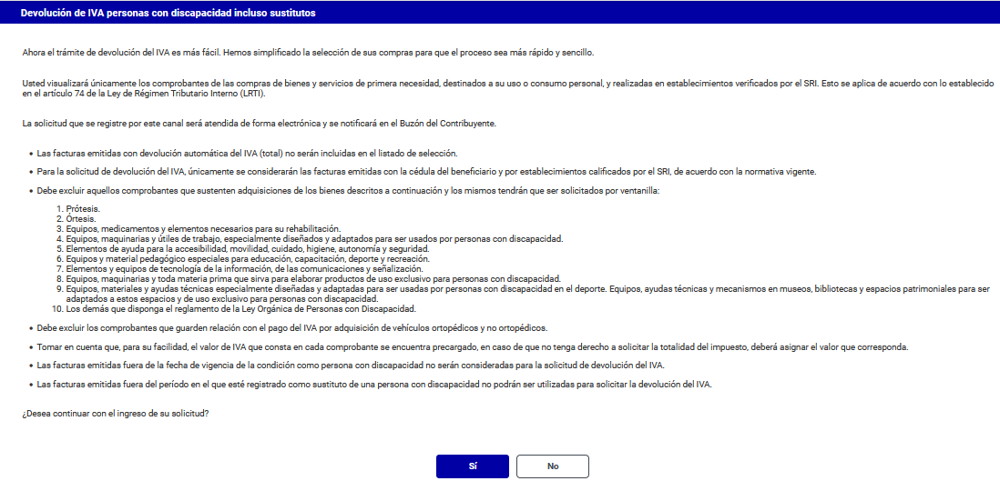 Devolución de IVA personas con discapacidad incluso sustitutos
Ahora el trámite de devolución del IVA es más fácil. Hemos simplificado la selección de sus compras para que el proceso sea más rápido y sencillo.
Usted visualizará únicamente los comprobantes de las compras de bienes y servicios de primera necesidad, destinados a su uso o consumo personal, y realizadas en establecimientos verificados por el SRI. Esto se aplica de acuerdo con lo establecido
en el artículo 74 de la Ley de Régimen Tributario Interno (LRTI).
La solicitud que se registre por este canal será atendida de forma electrónica y se notificará en el Buzón del Contribuyente.
• Las facturas emitidas con devolución automática del IVA (total) no serán incluidas en el listado de selección.
• Para la solicitud de devolución del IVA, únicamente se considerarán las facturas emitidas con la cédula del beneficiario y por establecimientos calificados por el SRI, de acuerdo con la normativa vigente.
• Debe excluir aquellos comprobantes que sustenten adquisiciones de los bienes descritos a continuación y los mismos tendrán que ser solicitados por ventanilla:
1. Prótesis.
2. Órtesis.
3. Equipos, medicamentos y elementos necesarios para su rehabilitación.
4. Equipos, maquinarias y útiles de trabajo, especialmente diseñados y adaptados para ser usados por personas con discapacidad.
5. Elementos de ayuda para la accesibilidad, movilidad, cuidado, higiene, autonomía y seguridad.
6. Equipos y material pedagógico especiales para educación, capacitación, deporte y recreación.
7. Elementos y equipos de tecnología de la información, de las comunicaciones y señalización.
8. Equipos, maquinarias y toda materia prima que sirva para elaborar productos de uso exclusivo para personas con discapacidad.
9. Equipos, materiales y ayudas técnicas especialmente diseñadas y adaptadas para ser usadas por personas con discapacidad en el deporte. Equipos, ayudas técnicas y mecanismos en museos, bibliotecas y espacios patrimoniales para ser
adaptados a estos espacios y de uso exclusivo para personas con discapacidad.
10. Los demás que disponga el reglamento de la Ley Orgánica de Personas con Discapacidad.
• Debe excluir los comprobantes que guarden relación con el pago del IVA por adquisición de vehículos ortopédicos y no ortopédicos.
• Tomar en cuenta que, para su facilidad, el valor de IVA que consta en cada comprobante se encuentra precargado, en caso de que no tenga derecho a solicitar la totalidad del impuesto, deberá asignar el valor que corresponda.
• Las facturas emitidas fuera de la fecha de vigencia de la condición como persona con discapacidad no serán consideradas para la solicitud de devolución del IVA.
• Las facturas emitidas fuera del período en el que esté registrado como sustituto de una persona con discapacidad no podrán ser utilizadas para solicitar la devolución del IVA.
¿Desea continuar con el ingreso de su solicitud?
Sí No